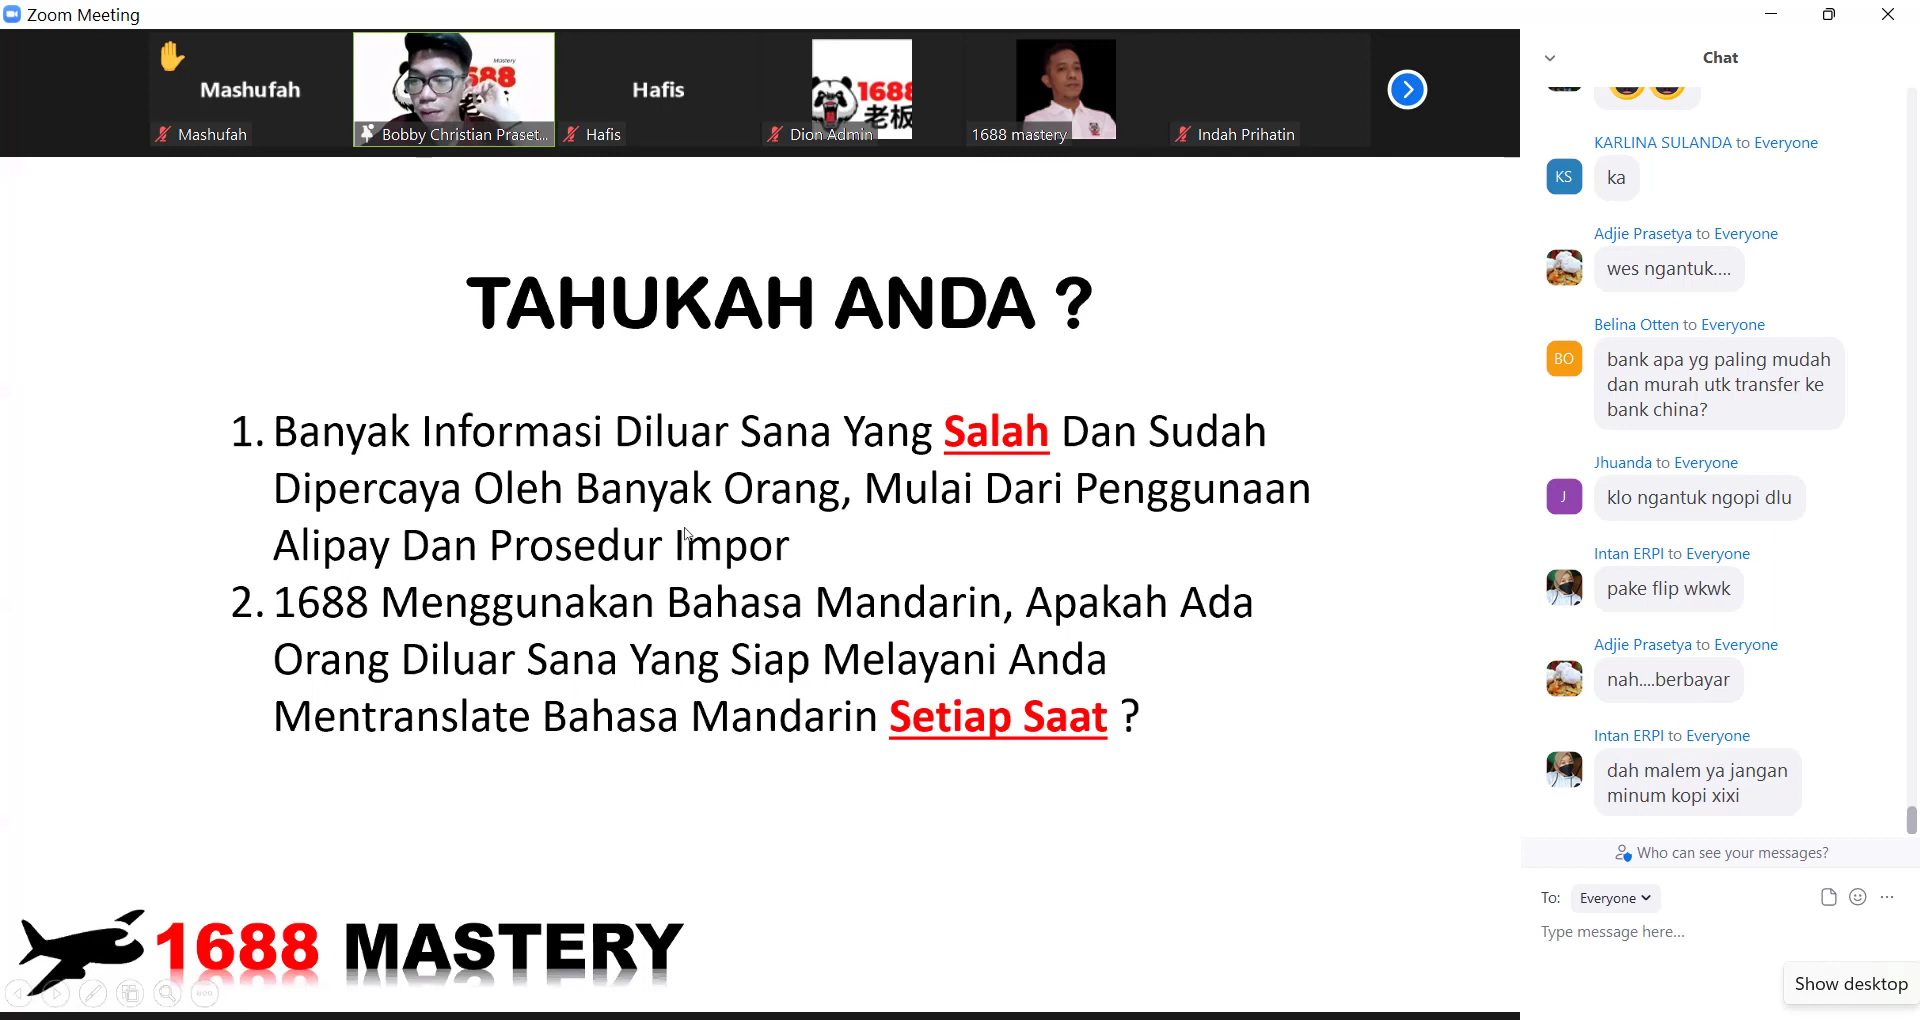 Zoom Meeting
Mashufah
Mashufah
Mastery
Bobby Christian Praset...
Hafis
Hafis
1688
老板
Dion Admin
1688 mastery
Indah Prihatin
TAHUKAH ANDA ?
1. Banyak Informasi Diluar Sana Yang Salah Dan Sudah
Dipercaya Oleh Banyak Orang, Mulai Dari Penggunaan
Alipay Dan Prosedur Impor
2. 1688 Menggunakan Bahasa Mandarin, Apakah Ada
Orang Diluar Sana Yang Siap Melayani Anda
Mentranslate Bahasa Mandarin Setiap Saat ?
1688 MASTERY
Chat
KARLINA SULANDA to Everyone
KS
ka
Adjie Prasetya to Everyone
wes ngantuk....
Belina Otten to Everyone
BO
bank apa yg paling mudah
dan murah utk transfer ke
bank china?
Jhuanda to Everyone
J
klo ngantuk ngopi dlu
Intan ERPI to Everyone
pake flip wkwk
Adjie Prasetya to Everyone
nah....berbayar
Intan ERPI to Everyone
dah malem ya jangan
minum kopi xixi
Who can see your messages?
To: Everyone
Type message here...
Show desktop